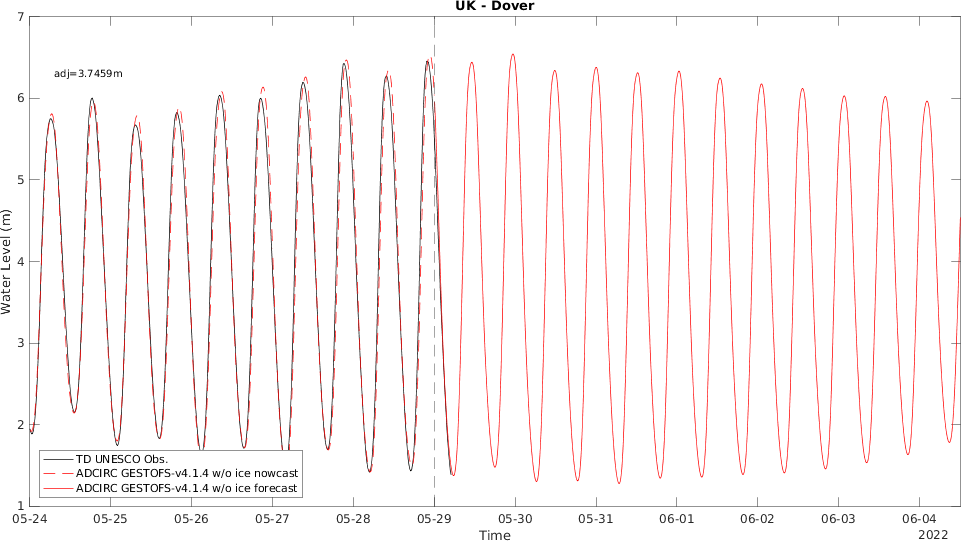 UK - Dover
adj=3.7459m
Water Level (m)
7
6
5
4
3
2
1
TD UNESCO Obs.
ADCIRC GESTOFS-v4.1.4 w/o ice nowcast
ADCIRC GESTOFS-v4.1.4 w/o ice forecast
05-24 05-25 05-26 05-27 05-28 05-29 05-30 05-31 06-01 06-02 06-03 06-04
Time
2022